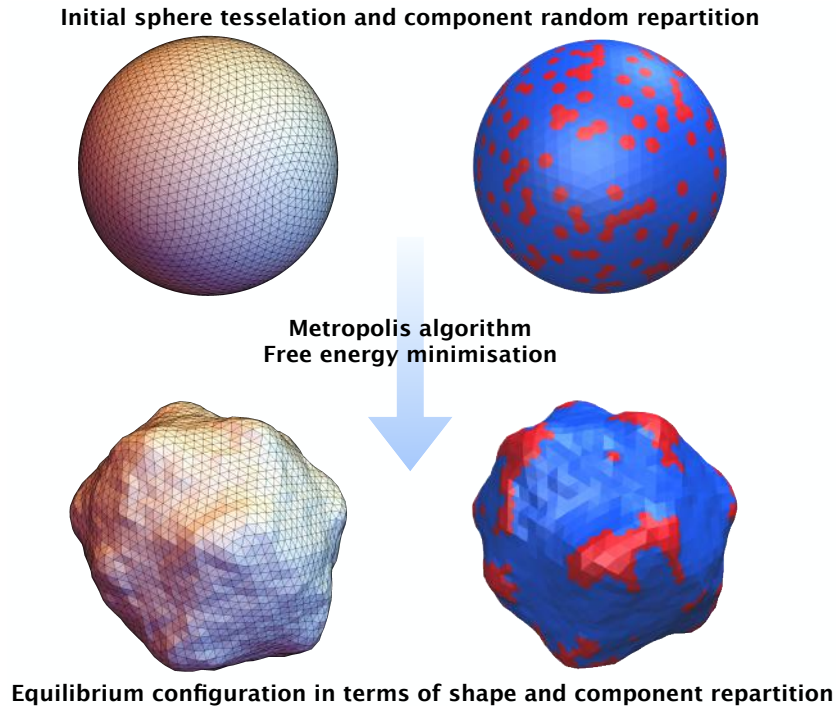 Initial sphere tesselation and component random repartition
Metropolis algorithm
Free energy minimisation
Equilibrium configuration in terms of shape and component repartition